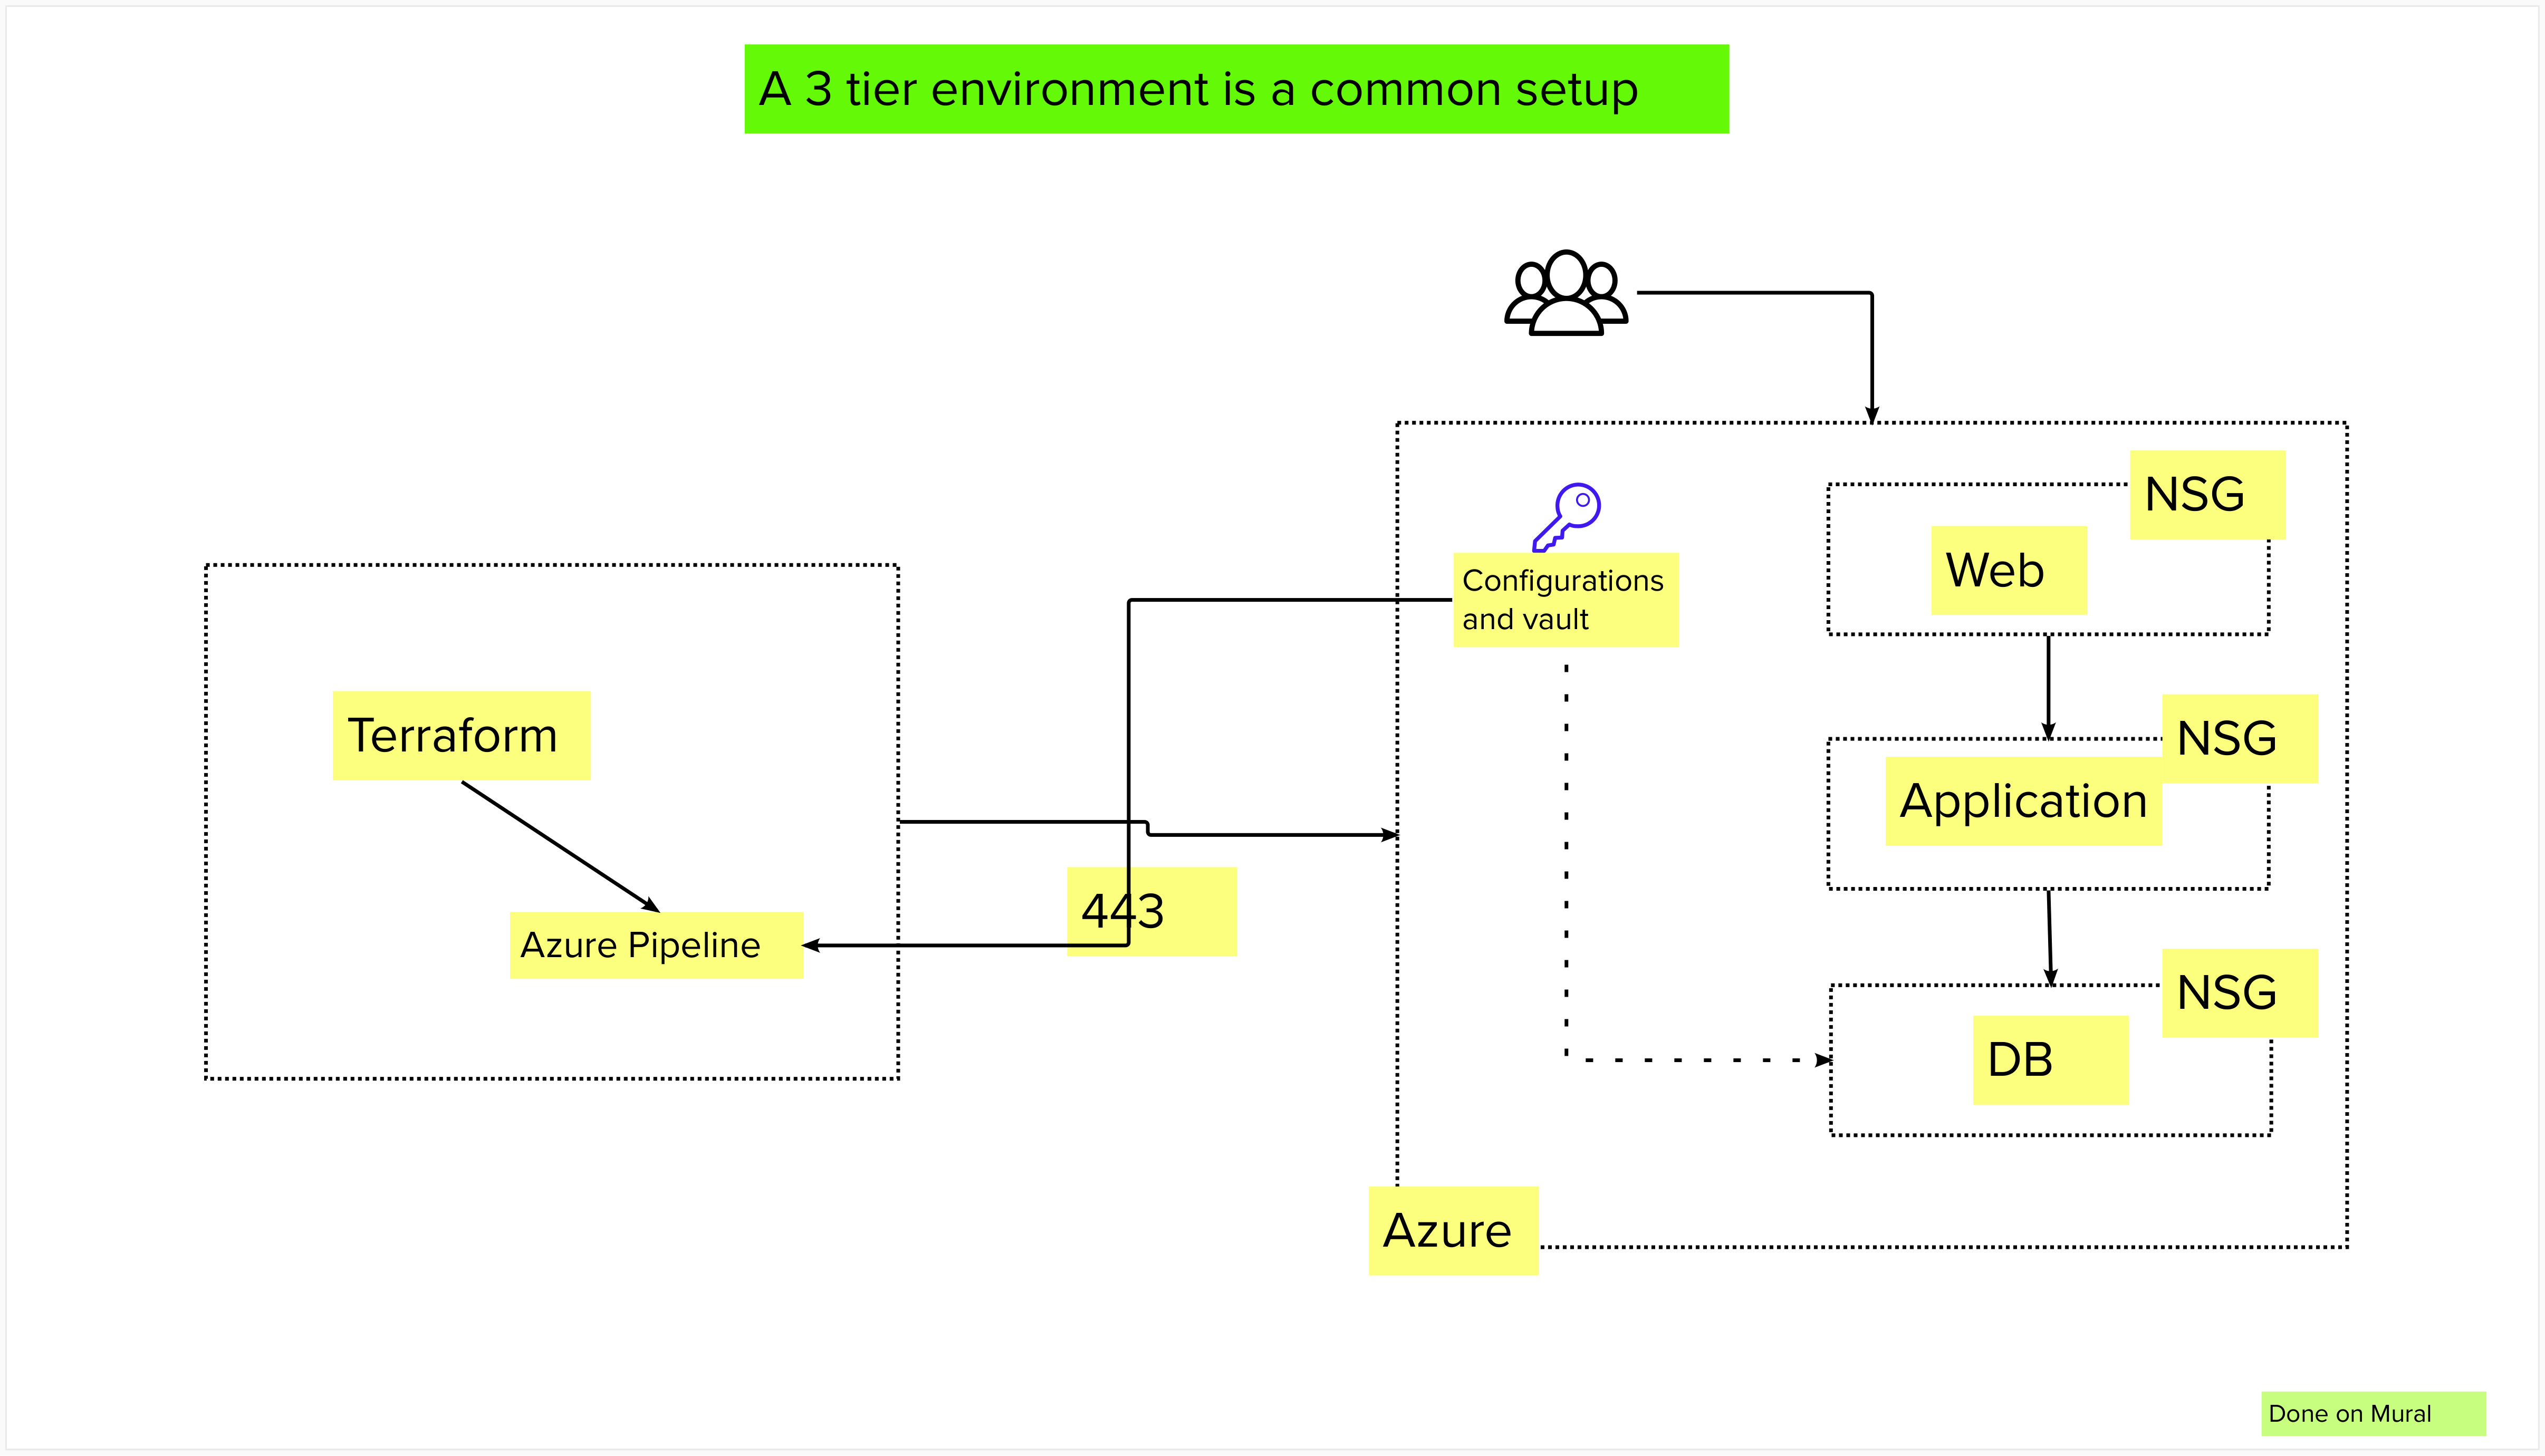 A 3 tier environment is a common setup
NSG
Web
Configurations
and vault
Terraform
NSG
Application
443
Azure Pipeline
NSG
DB
Azure
Done on Mural